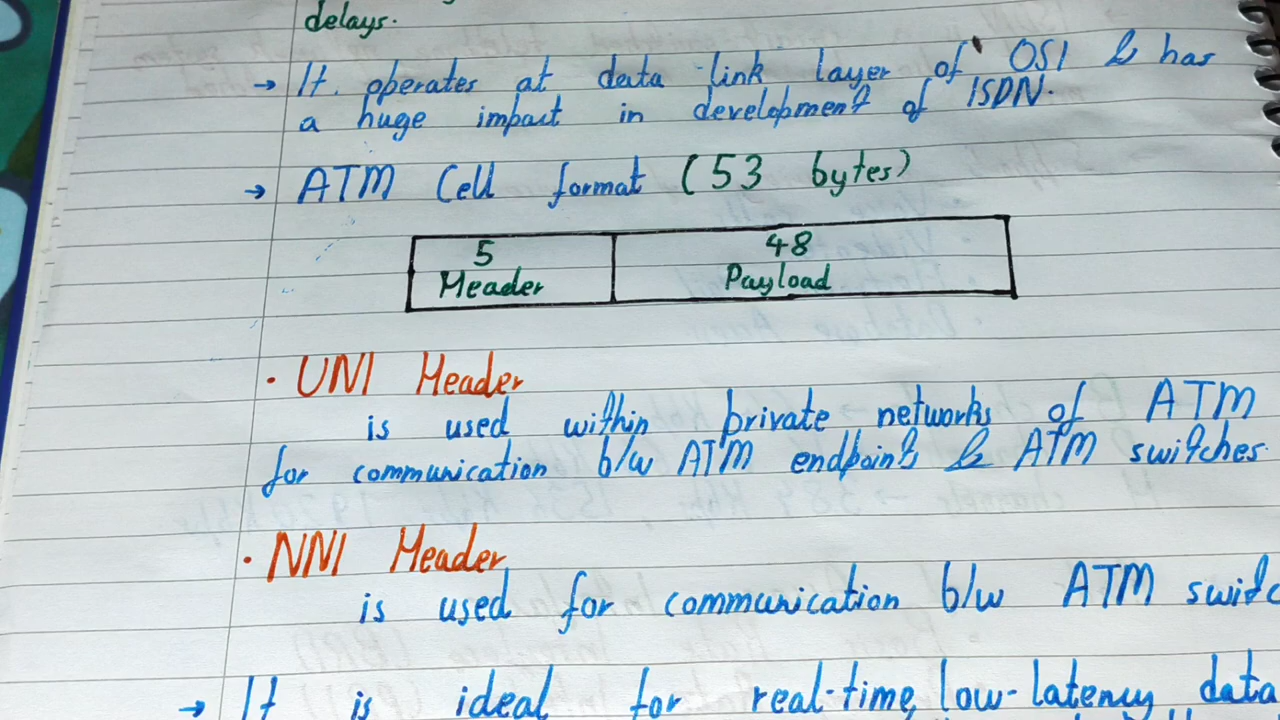 delays.
→ It operates at data link layer of OSI & has
a huge impact in development of ISDN.
→ ATM Cell format (53 bytes)
5 48
Header Payload
• UNI Header
is used within private networks of ATM
for communication b/w ATM endpoints & ATM switches.
• NNI Header
is used for communication b/w ATM switc
→ It is ideal for real-time, low-latency data